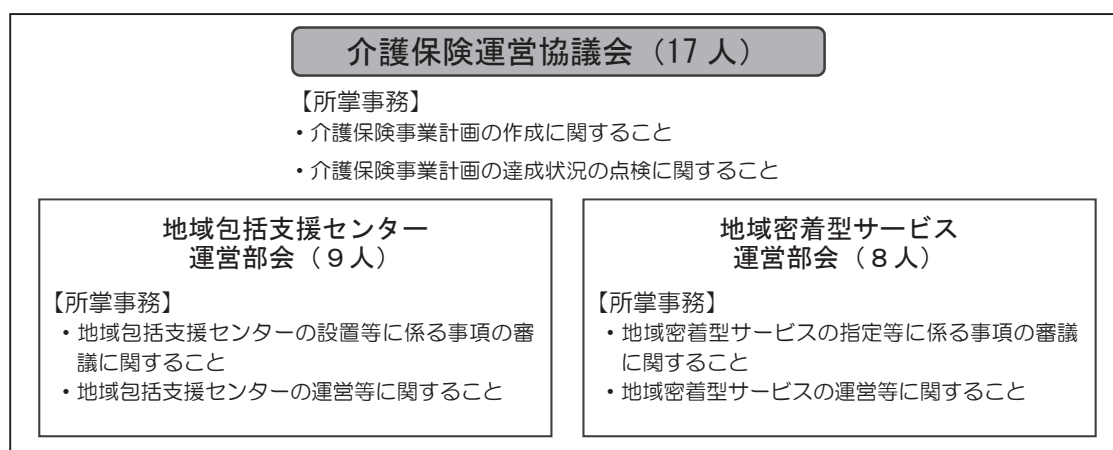 介護保険運営協議会（17 人）
【所掌事務】
・介護保険事業計画の作成に関すること
・介護保険事業計画の達成状況の点検に関すること
地域包括支援センター
運営部会（９人）
【所掌事務】
・地域包括支援センターの設置等に係る事項の審
議に関すること
・地域包括支援センターの運営等に関すること
地域密着型サービス
運営部会（８人）
【所掌事務】
・地域密着型サービスの指定等に係る事項の審議
に関すること
・地域密着型サービスの運営等に関すること